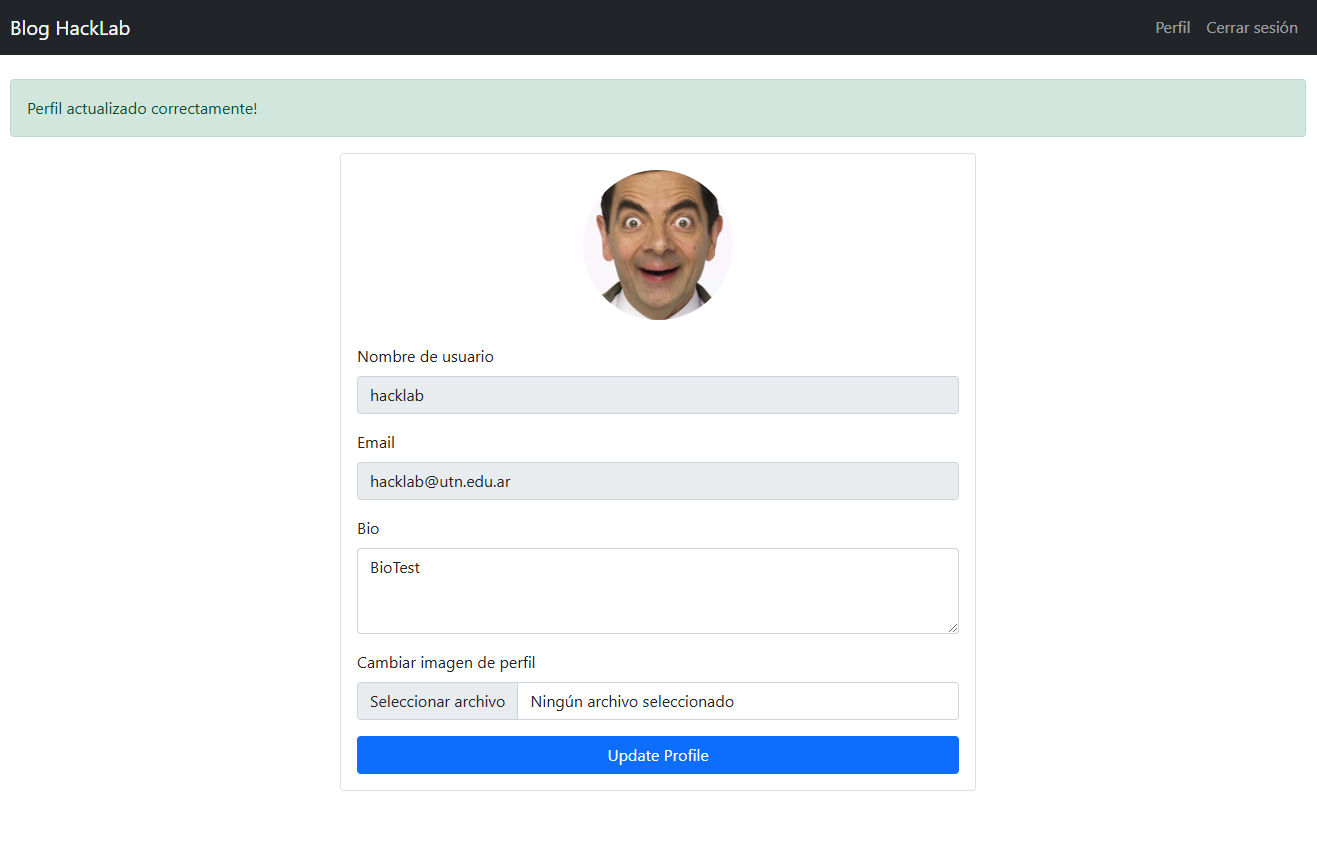 Blog HackLab
Perfil Cerrar sesión
Perfil actualizado correctamente!
Nombre de usuario
hacklab
Email
hacklab@utn.edu.ar
Bio
BioTest
Cambiar imagen de perfil
Seleccionar archivo Ningún archivo seleccionado
Update Profile